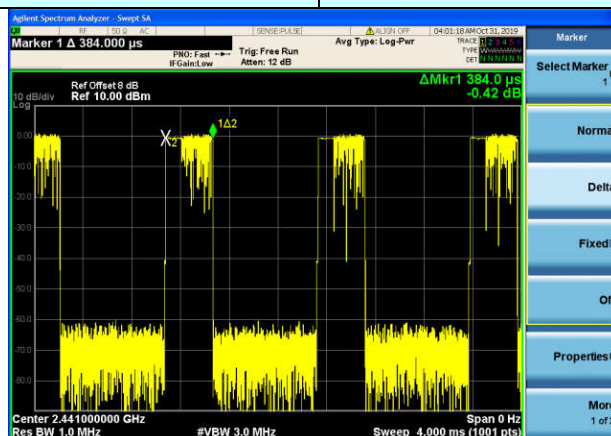 Agilent Spectrum Analyzer - Swept SA
RF 50 Ω AC SENSE:PULSE ALIGN OFF 04:01:18 AM Oct 31, 2019
Marker 1 Δ 384.000 µs
PNO: Fast
IFGain:Low
Trig: Free Run
Atten: 12 dB
Avg Type: Log-Pwr
TRACE 1 2 3 4 5 6
TYPE
DET N N N N N N
ΔMkr1 384.0 µs
-0.42 dB
Ref Offset 8 dB
Ref 10.00 dBm
10 dB/div
Log
0.00
-10.0
-20.0
-30.0
-40.0
-50.0
-60.0
-70.0
-80.0
X2
1Δ2
Center 2.441000000 GHz
Span 0 Hz
Res BW 1.0 MHz
#VBW 3.0 MHz
Sweep 4.000 ms (1001 pts)
Marker
Select Marker
1
Norma
Delta
Fixed
Of
Properties
More
1 of